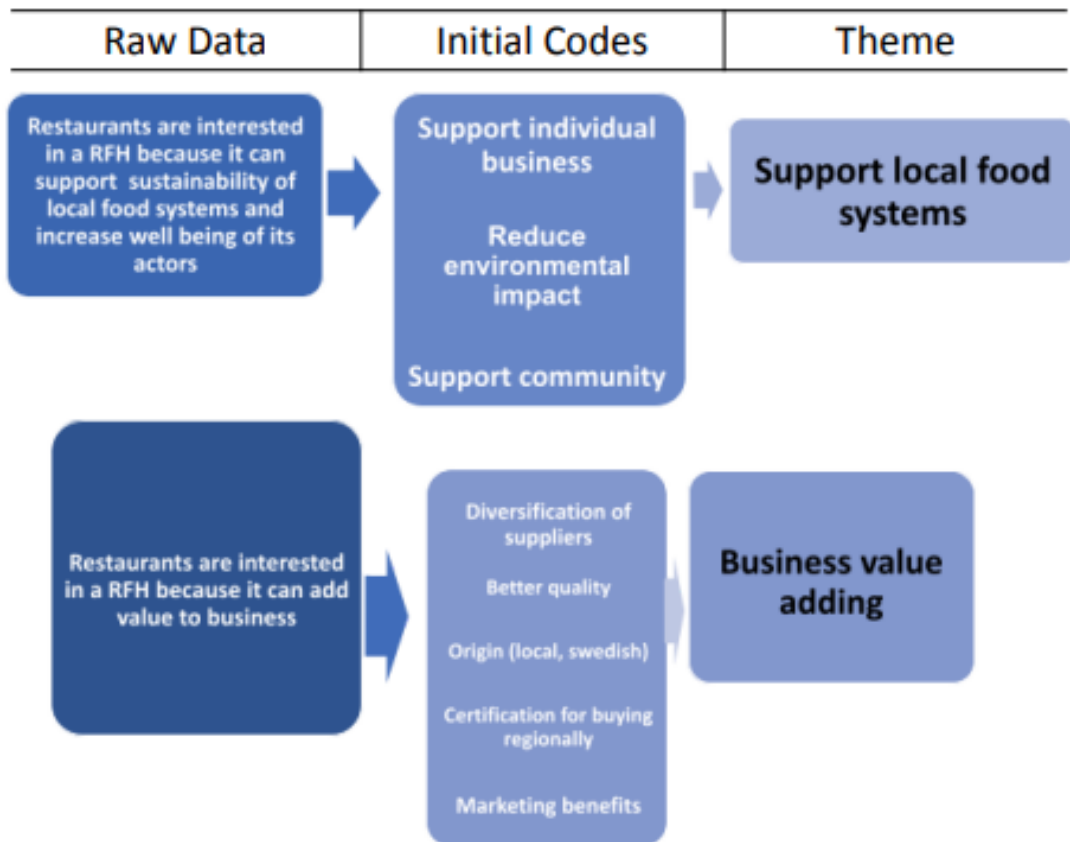 Raw Data
Initial Codes
Theme
Restaurants are interested
in a RFH because it can
support sustainability of
local food systems and
increase well being of its
actors
Support individual
business
Reduce
environmental
impact
Support community
Support local food
systems
Restaurants are interested
in a RFH because it can add
value to business
Diversification of
suppliers
Better quality
Origin (local, swedish)
Certification for buying
regionally
Marketing benefits
Business value
adding